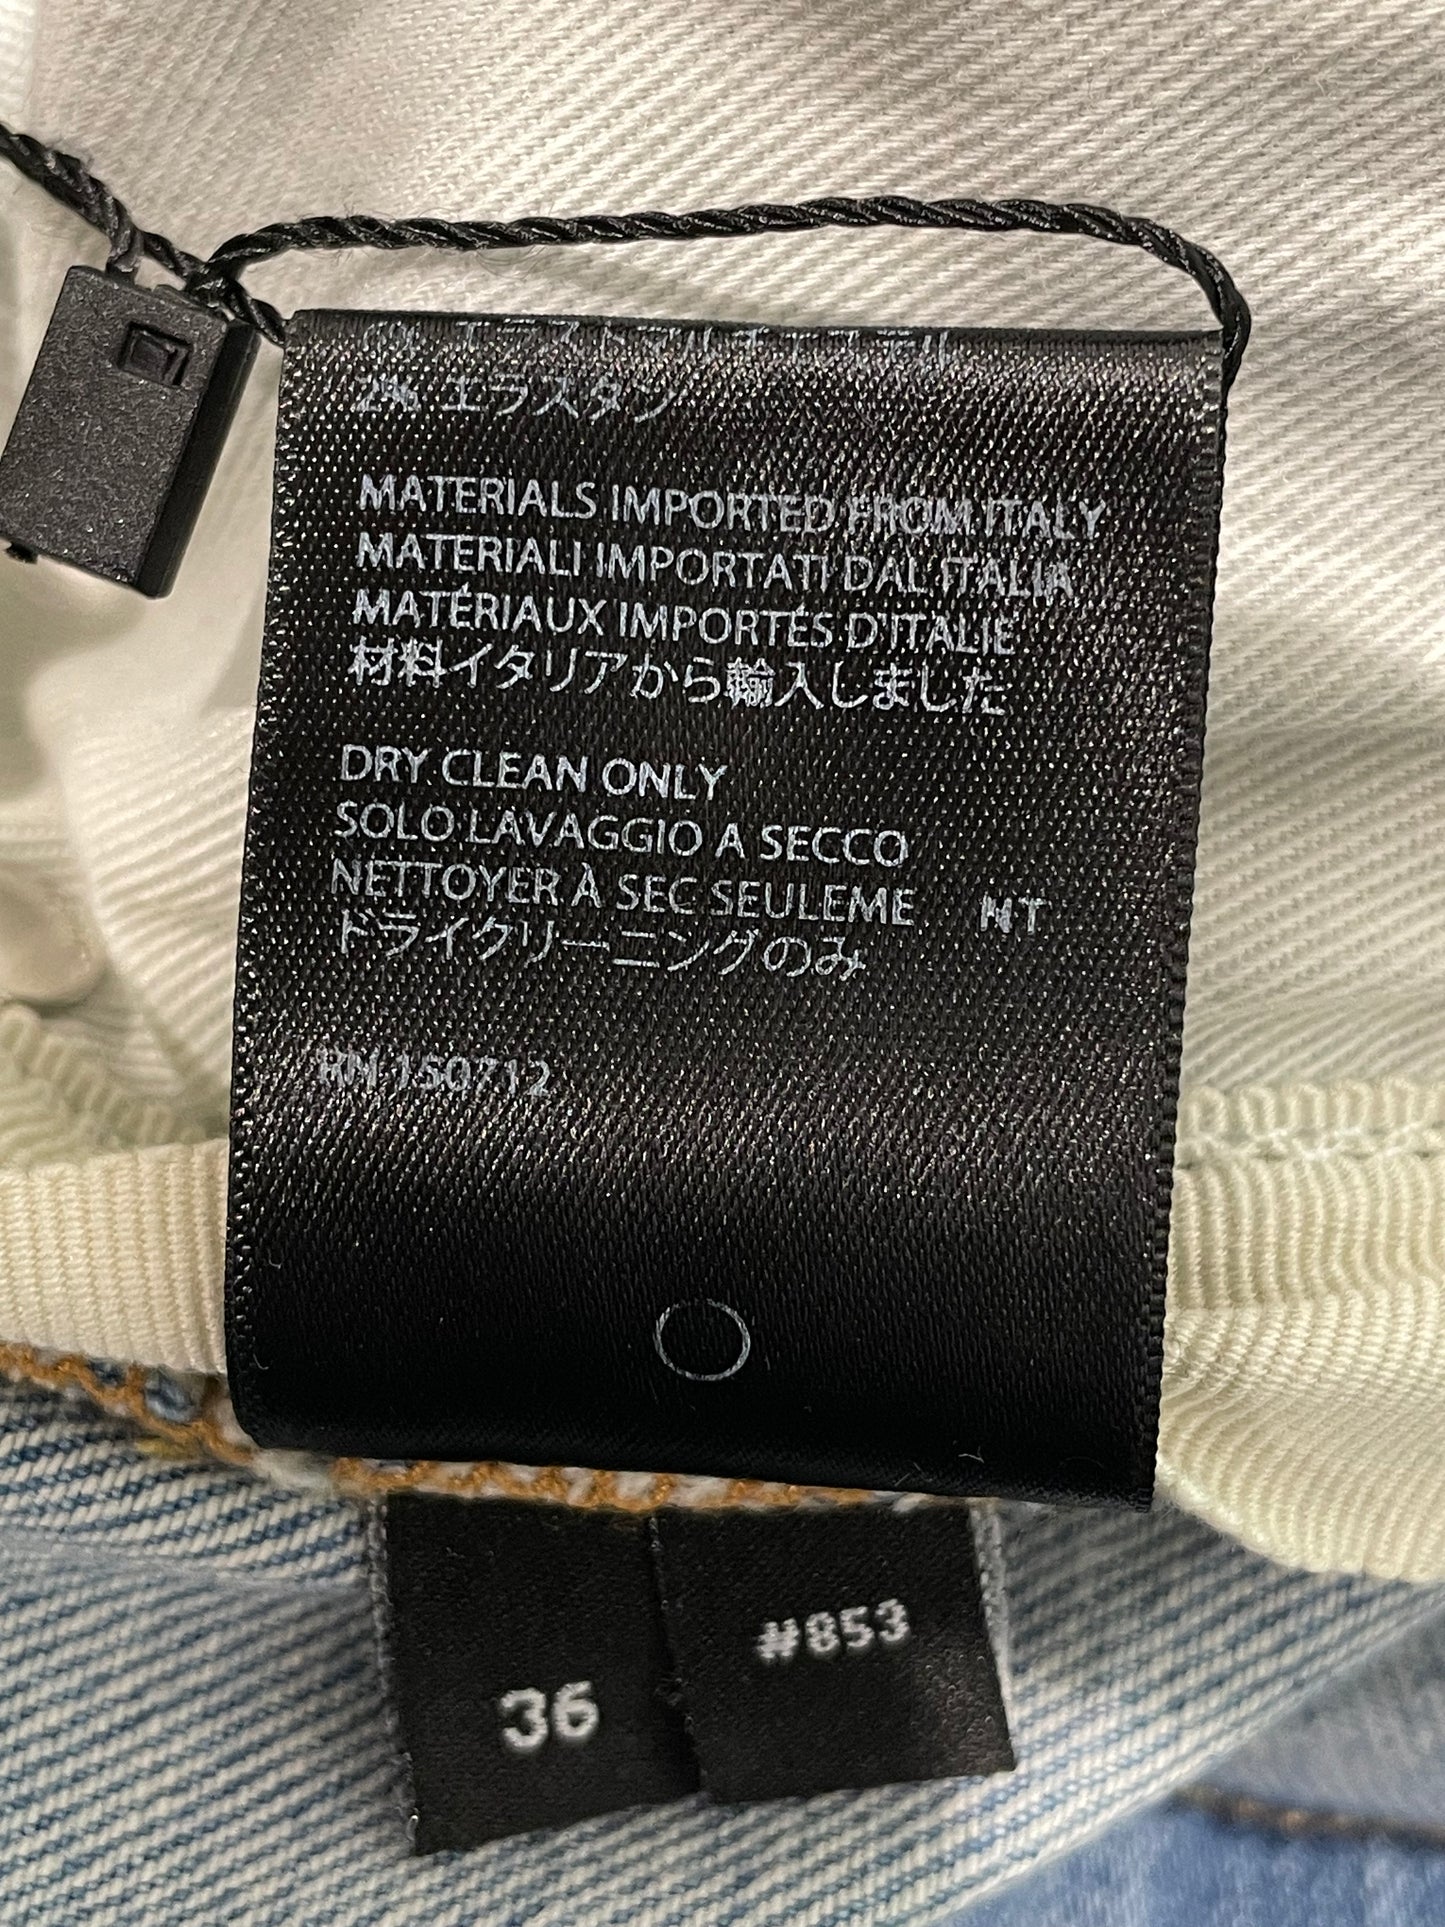 2% エラスタン
MATERIALS IMPORTED FROM ITALY
MATERIALI IMPORTATI DAL ITALIA
MATÉRIAUX IMPORTÉS D'ITALIE
材料イタリアから輸入しました
DRY CLEAN ONLY
SOLO LAVAGGIO A SECCO
NETTOYER À SEC SEULEME NT
ドライクリーニングのみ
RN 150712
36
#853